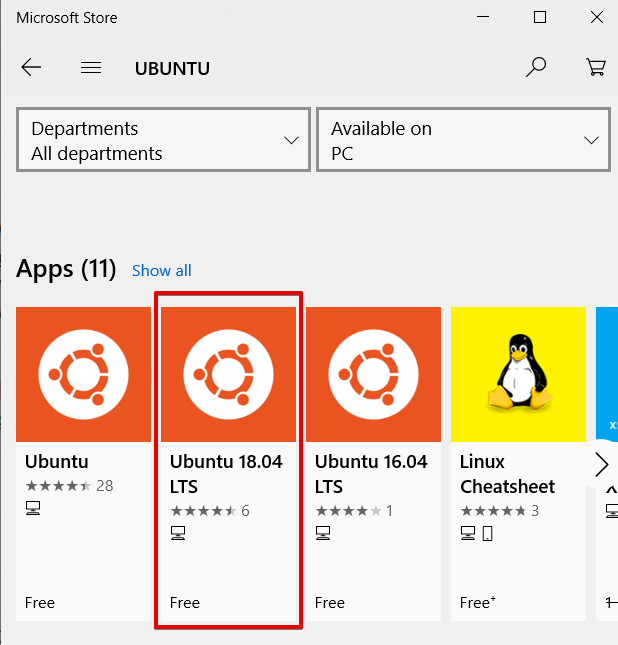 Microsoft Store
UBUNTU
Departments
All departments
Available on
PC
Apps (11) Show all
Ubuntu
28
Free
Ubuntu 18.04
LTS
6
Free
Ubuntu 16.04
LTS
1
Free
Linux
Cheatsheet
3
Free+